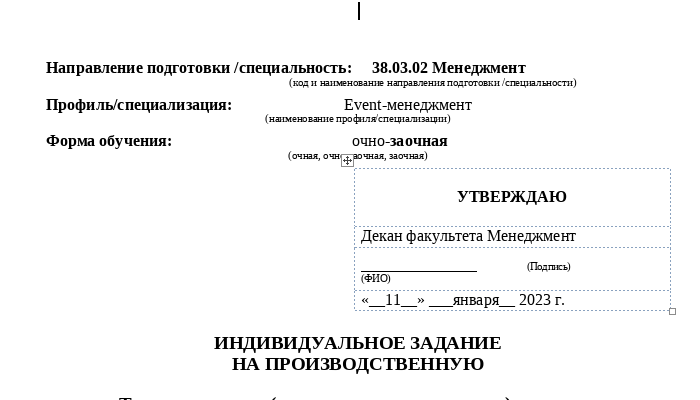 Направление подготовки /специальность: 38.03.02 Менеджмент
(код и наименование направления подготовки /специальности)
Профиль/специализация: Event-менеджмент
(наименование профиля/специализации)
Форма обучения: очно-заочная
(очная, очно-заочная, заочная)
УТВЕРЖДАЮ
Декан факультета Менеджмент
(Подпись)
(ФИО)
«__11__» ___января__ 2023 г.
ИНДИВИДУАЛЬНОЕ ЗАДАНИЕ
НА ПРОИЗВОДСТВЕННУЮ